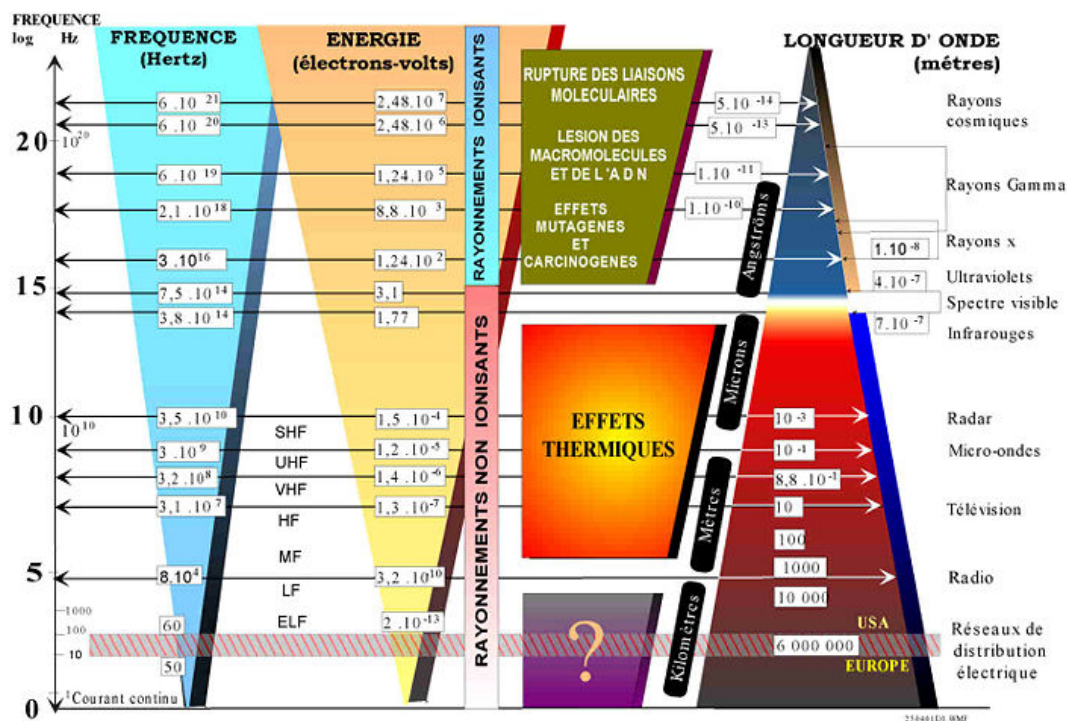 FREQUENCE
log Hz
FREQUENCE
(Hertz)
ENERGIE
(électrons-volts)
LONGUEUR D' ONDE
(métres)
RAYONNEMENTS IONISANTS
RAYONNEMENTS NON IONISANTS
20
10 20
15
10
10 10
5
1000
100
10
1
0
Courant continu
6 .10 21
6 .10 20
6 .10 19
2,1 .10 18
3 .10 16
7,5 .10 14
3,8 .10 14
3,5 .10 10
3 .10 9
3,2 .10 8
3,1 .10 7
8.10 4
60
50
SHF
UHF
VHF
HF
MF
LF
ELF
2,48.10 7
2,48.10 6
1,24.10 5
8,8 .10 3
1,24.10 2
3,1
1,77
1,5 .10 -4
1,2 .10 -5
1,4 .10 -6
1,3 .10 -7
3,2 .10 10
2 .10 -13
RUPTURE DES LIAISONS
MOLECULAIRES
LESION DES
MACROMOLECULES
ET DE L 'A D N
EFFETS
MUTAGENES
ET
CARCINOGENES
EFFETS
THERMIQUES
?
Angströms
Microns
Mètres
Kilomètres
5.10 -14
5.10 -13
1.10 -11
1.10 -10
1.10 -8
4.10 -7
7.10 -7
10 -3
10 -1
8,8 .10 -1
10
100
1000
10 000
6 000 000
USA
EUROPE
Rayons
cosmiques
Rayons Gamma
Rayons x
Ultraviolets
Spectre visible
Infrarouges
Radar
Micro-ondes
Télévision
Radio
Réseaux de
distribution
électrique